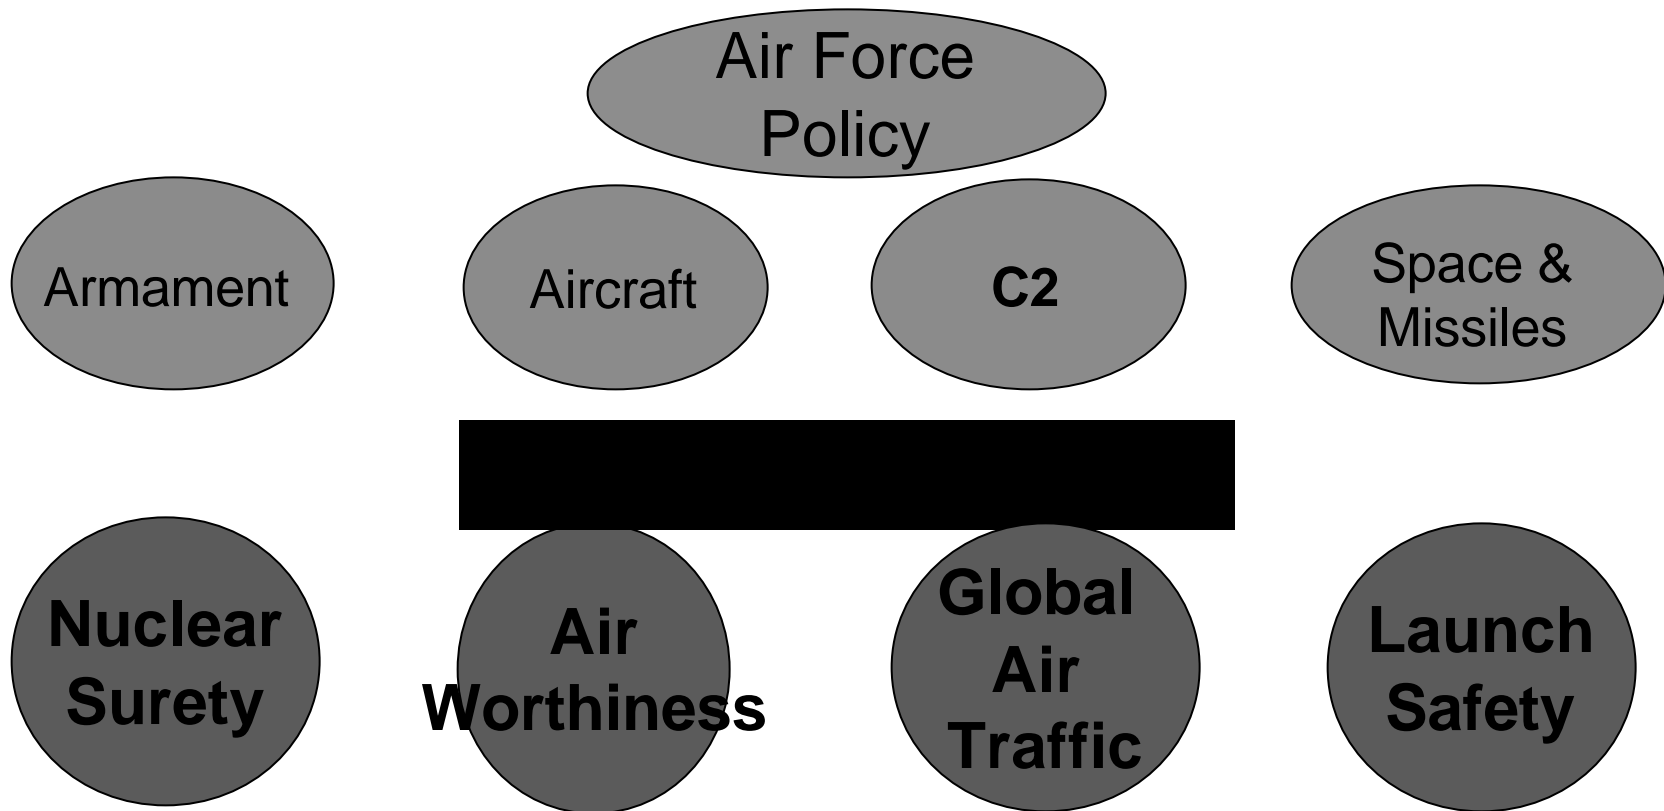 Air Force
Policy
Armament
Aircraft
C2
Space &
Missiles
Nuclear
Surety
Air
Worthiness
Global
Air
Traffic
Launch
Safety